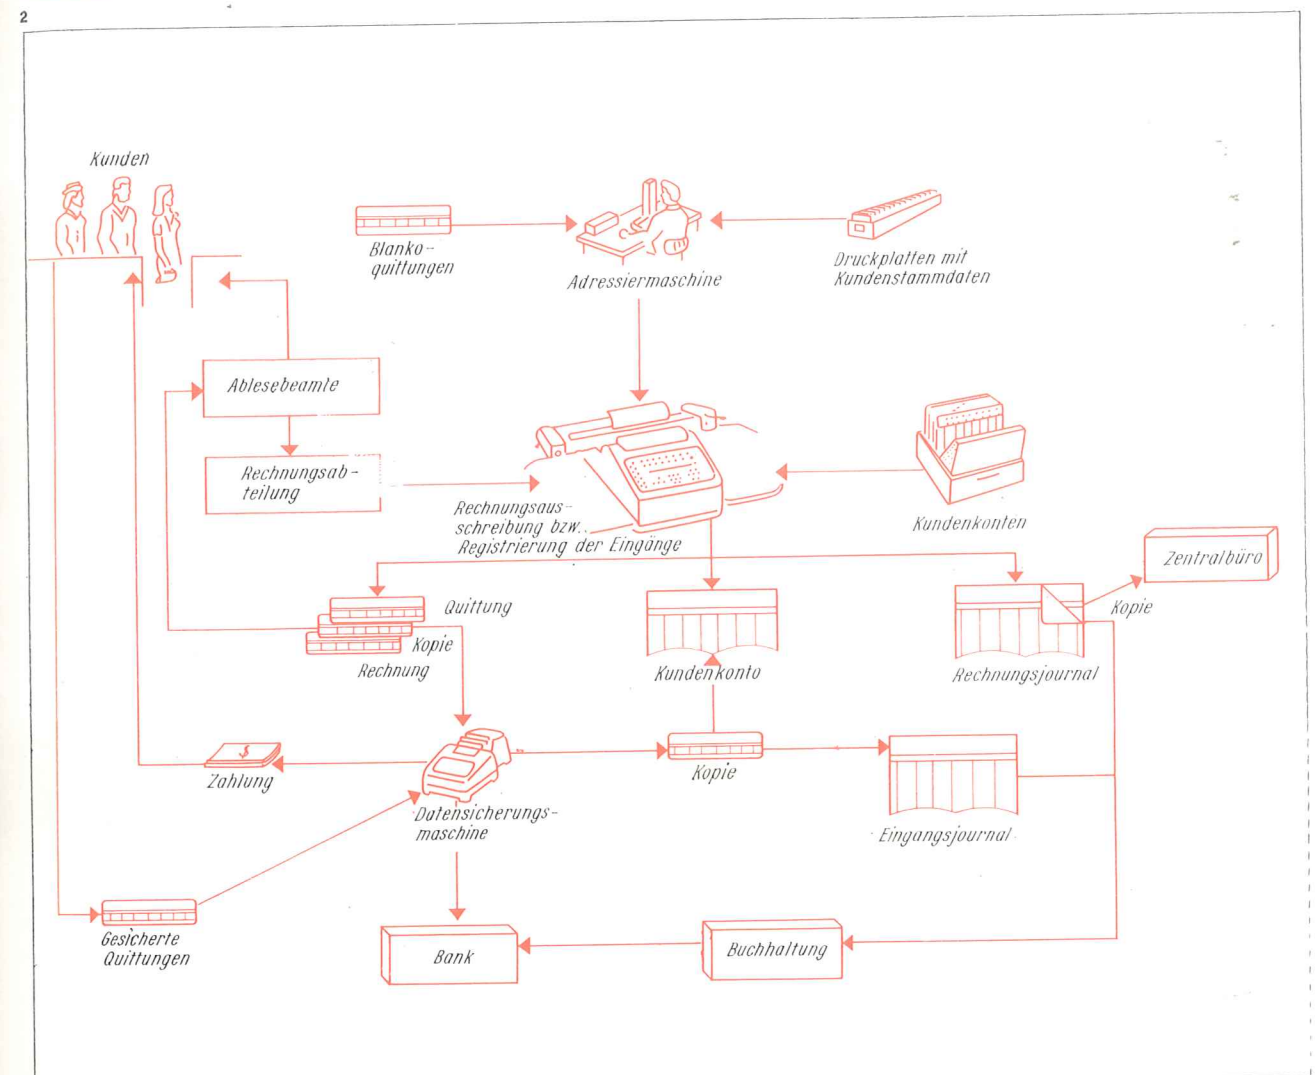 2
Kunden
Blanko-
quittungen
Adressiermaschine
Druckplatten mit
Kundenstammdaten
Ablesebeamte
Rechnungsab-
teilung
Rechnungsaus-
schreibung bzw.
Registrierung der Eingänge
Kundenkonten
Zentralbüro
Kopie
Quittung
Kopie
Rechnung
Kundenkonto
Rechnungsjournal
Zahlung
Datensicherungs-
maschine
Kopie
Eingangsjournal
Gesicherte
Quittungen
Bank
Buchhaltung